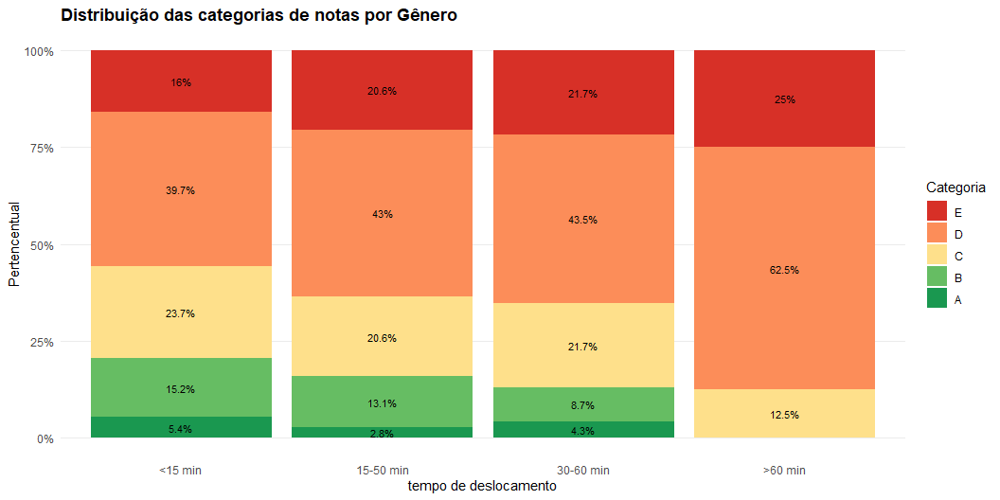 Distribuição das categorias de notas por Gênero
Pertencentual
100%
75%
50%
25%
0%
16%
39.7%
23.7%
15.2%
5.4%
20.6%
43%
20.6%
13.1%
2.8%
21.7%
43.5%
21.7%
8.7%
4.3%
25%
62.5%
12.5%
<15 min
15-50 min
30-60 min
>60 min
tempo de deslocamento
Categoria
E
D
C
B
A